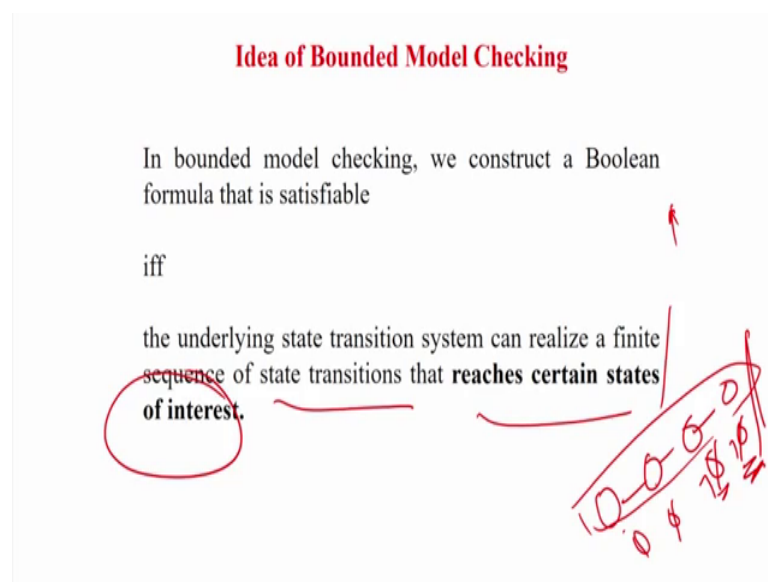 Idea of Bounded Model Checking
In bounded model checking, we construct a Boolean
formula that is satisfiable
iff
the underlying state transition system can realize a finite
sequence of state transitions that reaches certain states
of interest.